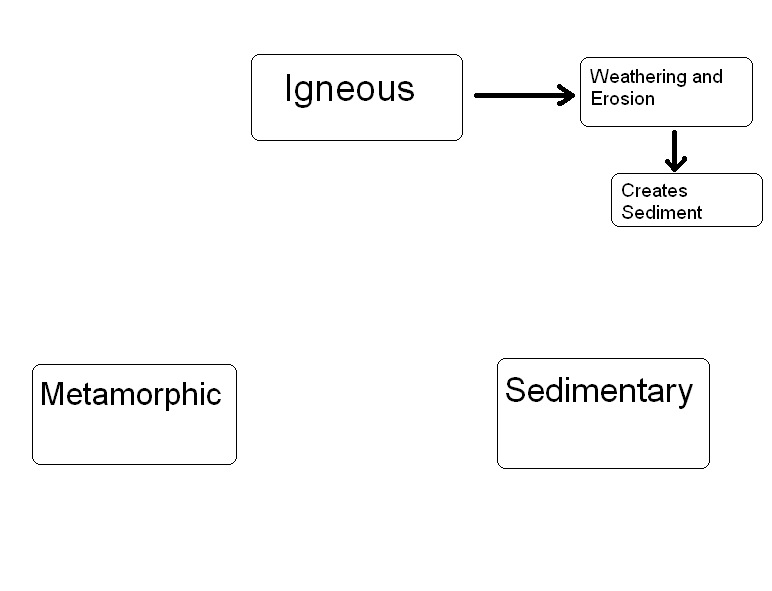 Igneous
Weathering and
Erosion
Creates
Sediment
Metamorphic
Sedimentary